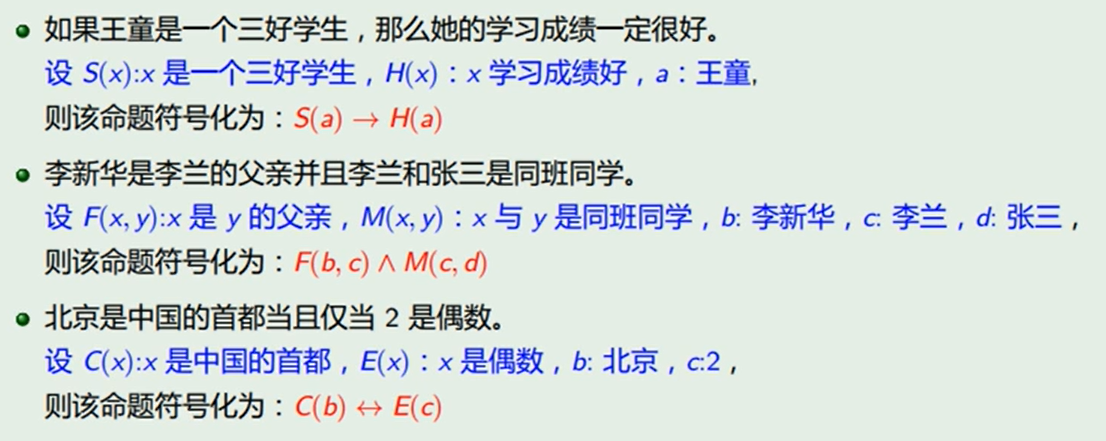 如果王童是一个三好学生，那么她的学习成绩一定很好。
设 S(x):x 是一个三好学生，H(x)：x 学习成绩好，a：王童,
则该命题符号化为：S(a) → H(a)
李新华是李兰的父亲并且李兰和张三是同班同学。
设 F(x, y):x 是 y 的父亲，M(x, y)：x 与 y 是同班同学，b: 李新华，c: 李兰，d: 张三，
则该命题符号化为：F(b, c) ∧ M(c, d)
北京是中国的首都当且仅当 2 是偶数。
设 C(x):x 是中国的首都，E(x)：x 是偶数，b: 北京，c:2，
则该命题符号化为：C(b) ↔ E(c)